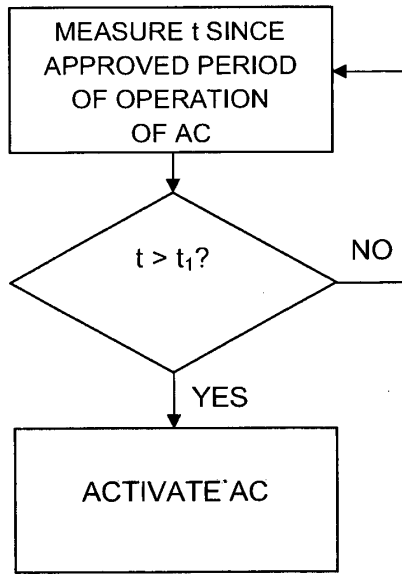 MEASURE t SINCE
APPROVED PERIOD
OF OPERATION
OF AC
t > t₁?
NO
YES
ACTIVATE AC